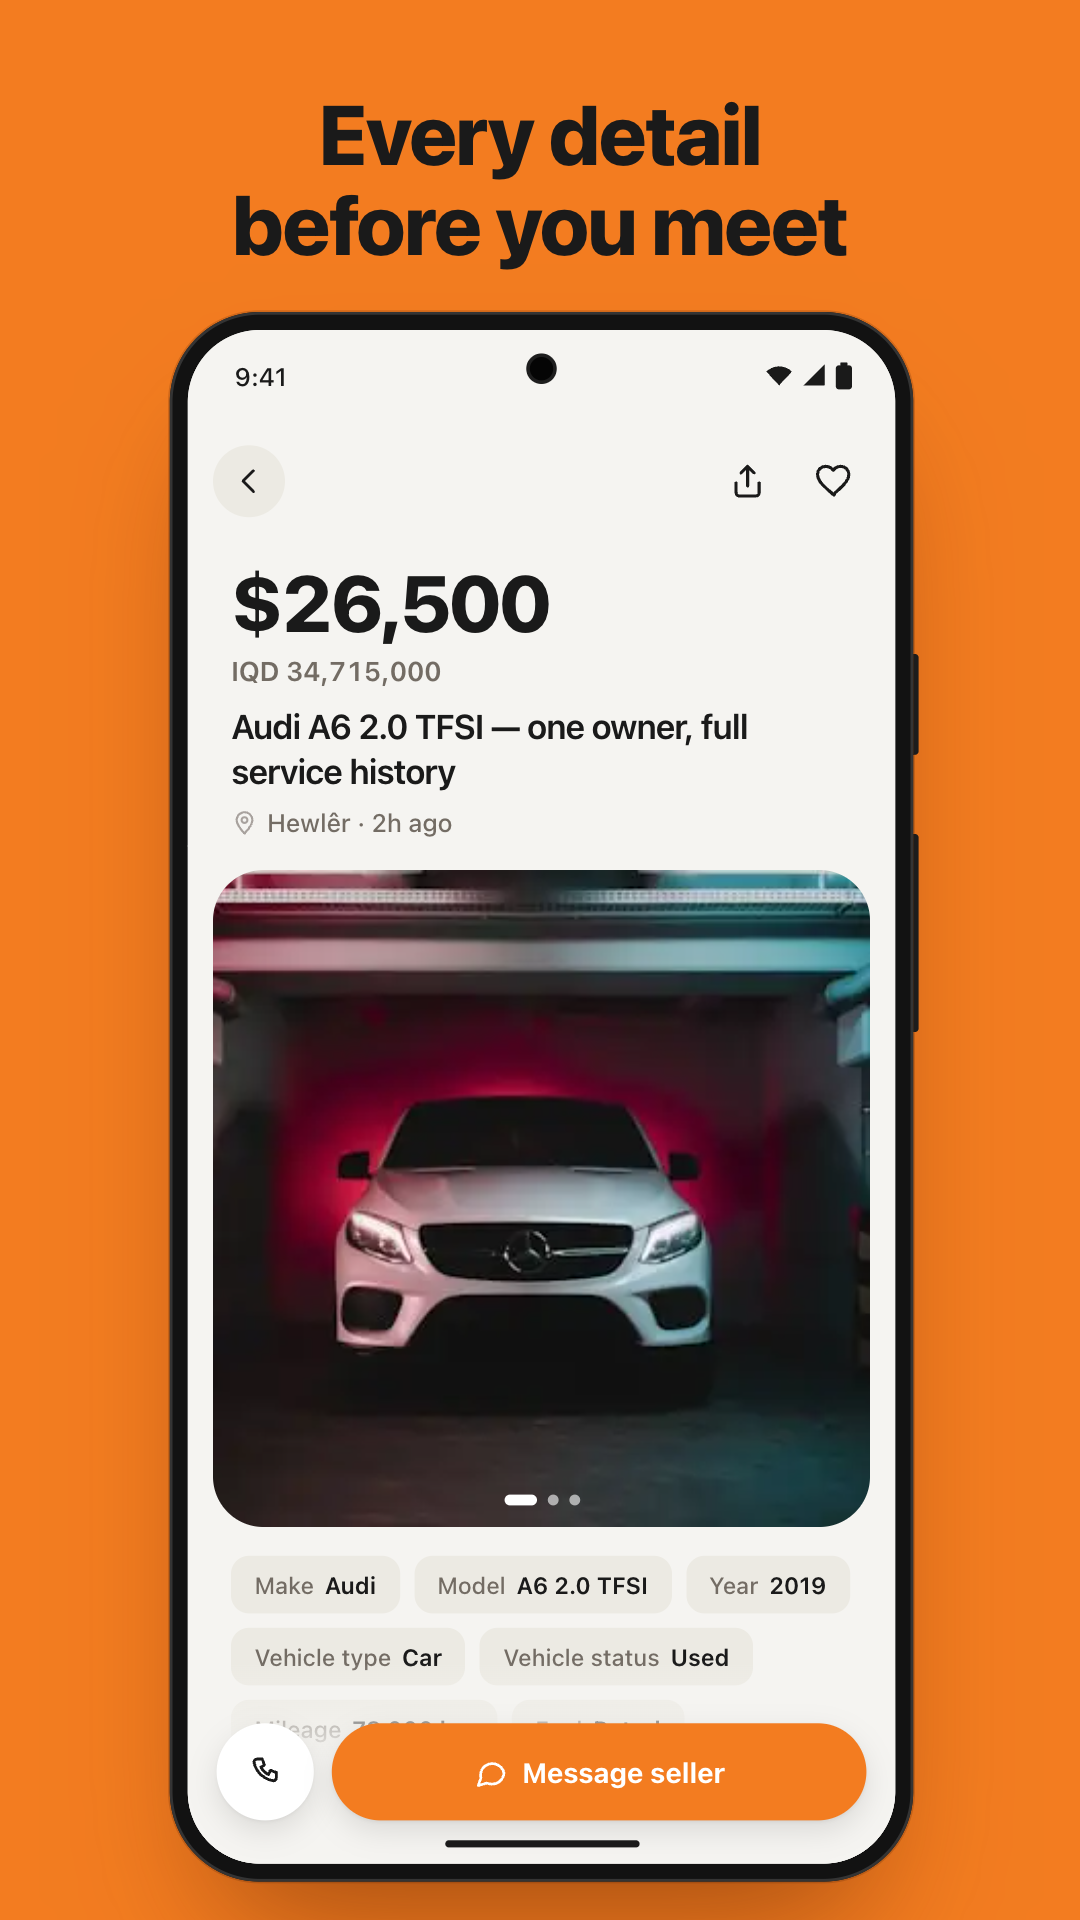 Every detail
before you meet
9:41
$26,500
IQD 34,715,000
Audi A6 2.0 TFSI — one owner, full
service history
Hewlêr · 2h ago
Make Audi
Model A6 2.0 TFSI
Year 2019
Vehicle type Car
Vehicle status Used
Mileage
Message seller